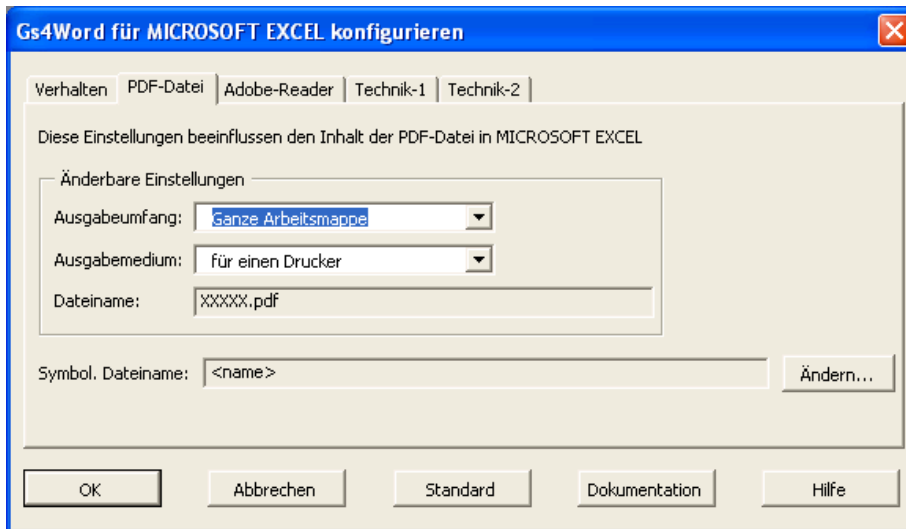 Gs4Word für MICROSOFT EXCEL konfigurieren
Verhalten PDF-Datei Adobe-Reader Technik-1 Technik-2
Diese Einstellungen beeinflussen den Inhalt der PDF-Datei in MICROSOFT EXCEL
Änderbare Einstellungen
Ausgabeumfang: Ganze Arbeitsmappe
Ausgabemedium: für einen Drucker
Dateiname: XXXXX.pdf
Symbol. Dateiname: <name> Ändern...
OK Abbrechen Standard Dokumentation Hilfe